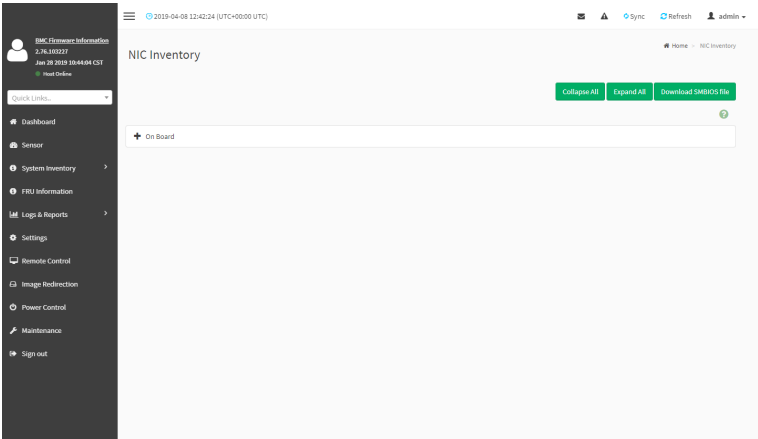 2019-04-08 12:42:24 (UTC+00:00 UTC)
Sync
Refresh
admin
BMC Firmware Information
2.76.103227
Jan 28 2019 10:44:04 CST
Host Online
Quick Links..
Dashboard
Sensor
System Inventory
FRU Information
Logs & Reports
Settings
Remote Control
Image Redirection
Power Control
Maintenance
Sign out
NIC Inventory
Home > NIC Inventory
Collapse All
Expand All
Download SMBIOS file
On Board